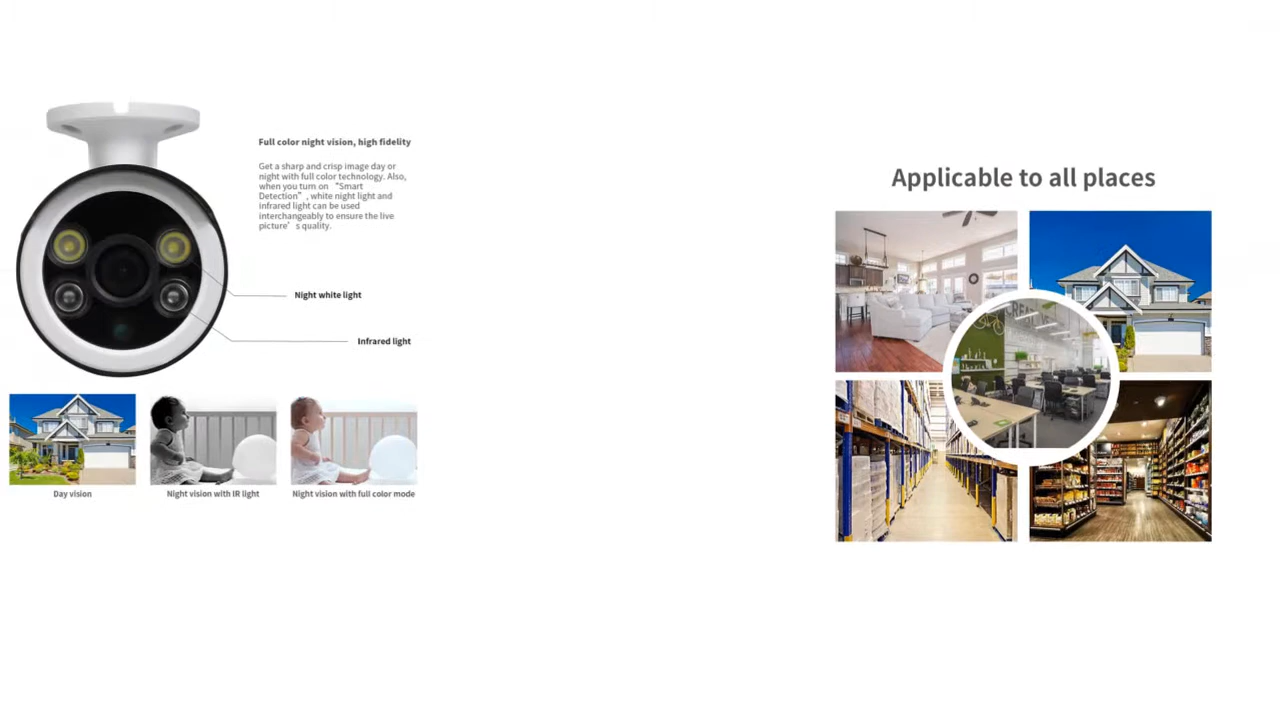 Full color night vision, high fidelity
Get a sharp and crisp image day or
night with full color technology. Also,
when you turn on “Smart
Detection”, white night light and
infrared light can be used
interchangeably to ensure the live
picture’s quality.
Night white light
Infrared light
Day vision
Night vision with IR light
Night vision with full color mode
Applicable to all places